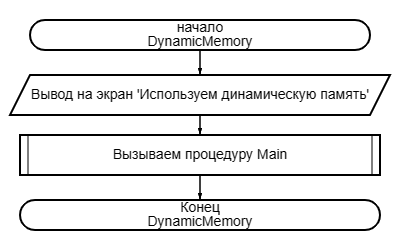 начало
DynamicMemory
Вывод на экран 'Используем динамическую память'
Вызываем процедуру Main
Конец
DynamicMemory